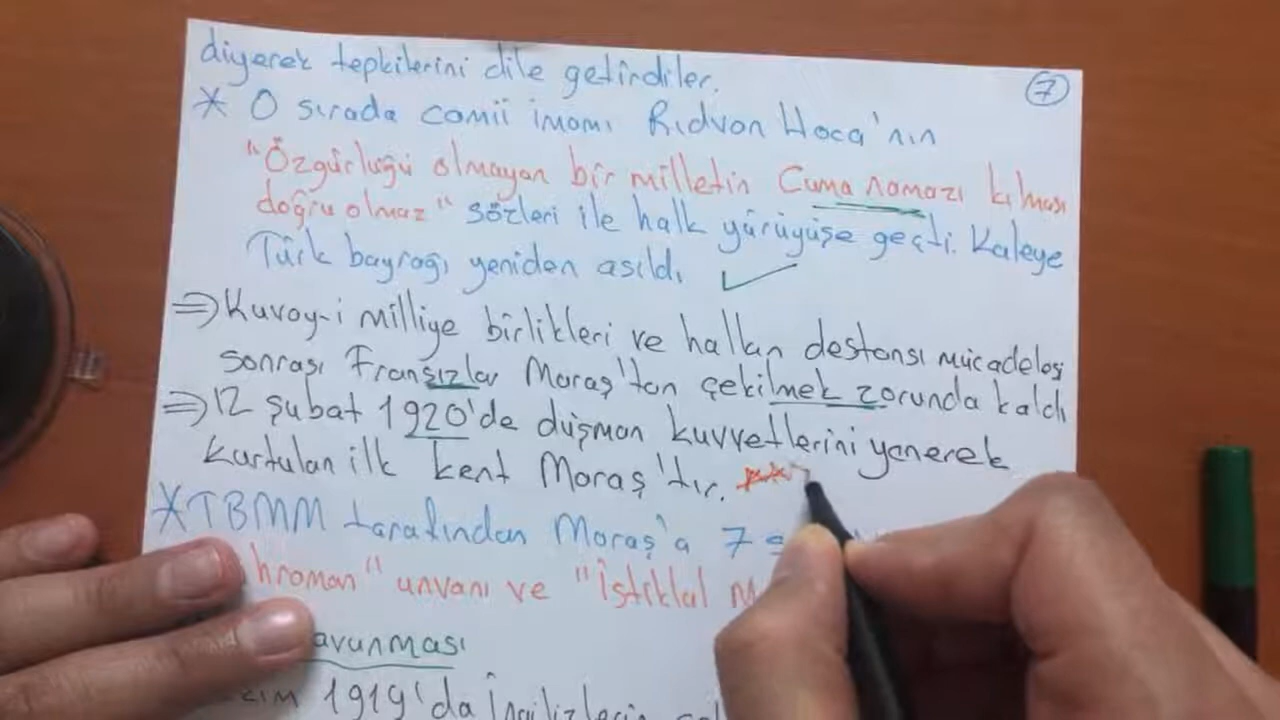 diyerek tepkilerini dile getirdiler.
7
* O sırada camii imamı Rıdvan Hoca'nın
"Özgürlüğü olmayan bir milletin Cuma namazı kılması
doğru olmaz" sözleri ile halk yürüyüşe geçti. Kaleye
Türk bayrağı yeniden asıldı
⇒ Kuvay-i milliye birlikleri ve halkın destansı mücadelesi
sonrası Fransızlar Maraş'tan çekilmek zorunda kaldı
⇒ 12 şubat 1920'de düşman kuvvetlerini yenerek
kurtulan ilk kent Maraş'tır.
* TBMM tarafından Maraş'a 7
hraman" unvanı ve "İstiklal M
avunması
1919'da İngilizlerin